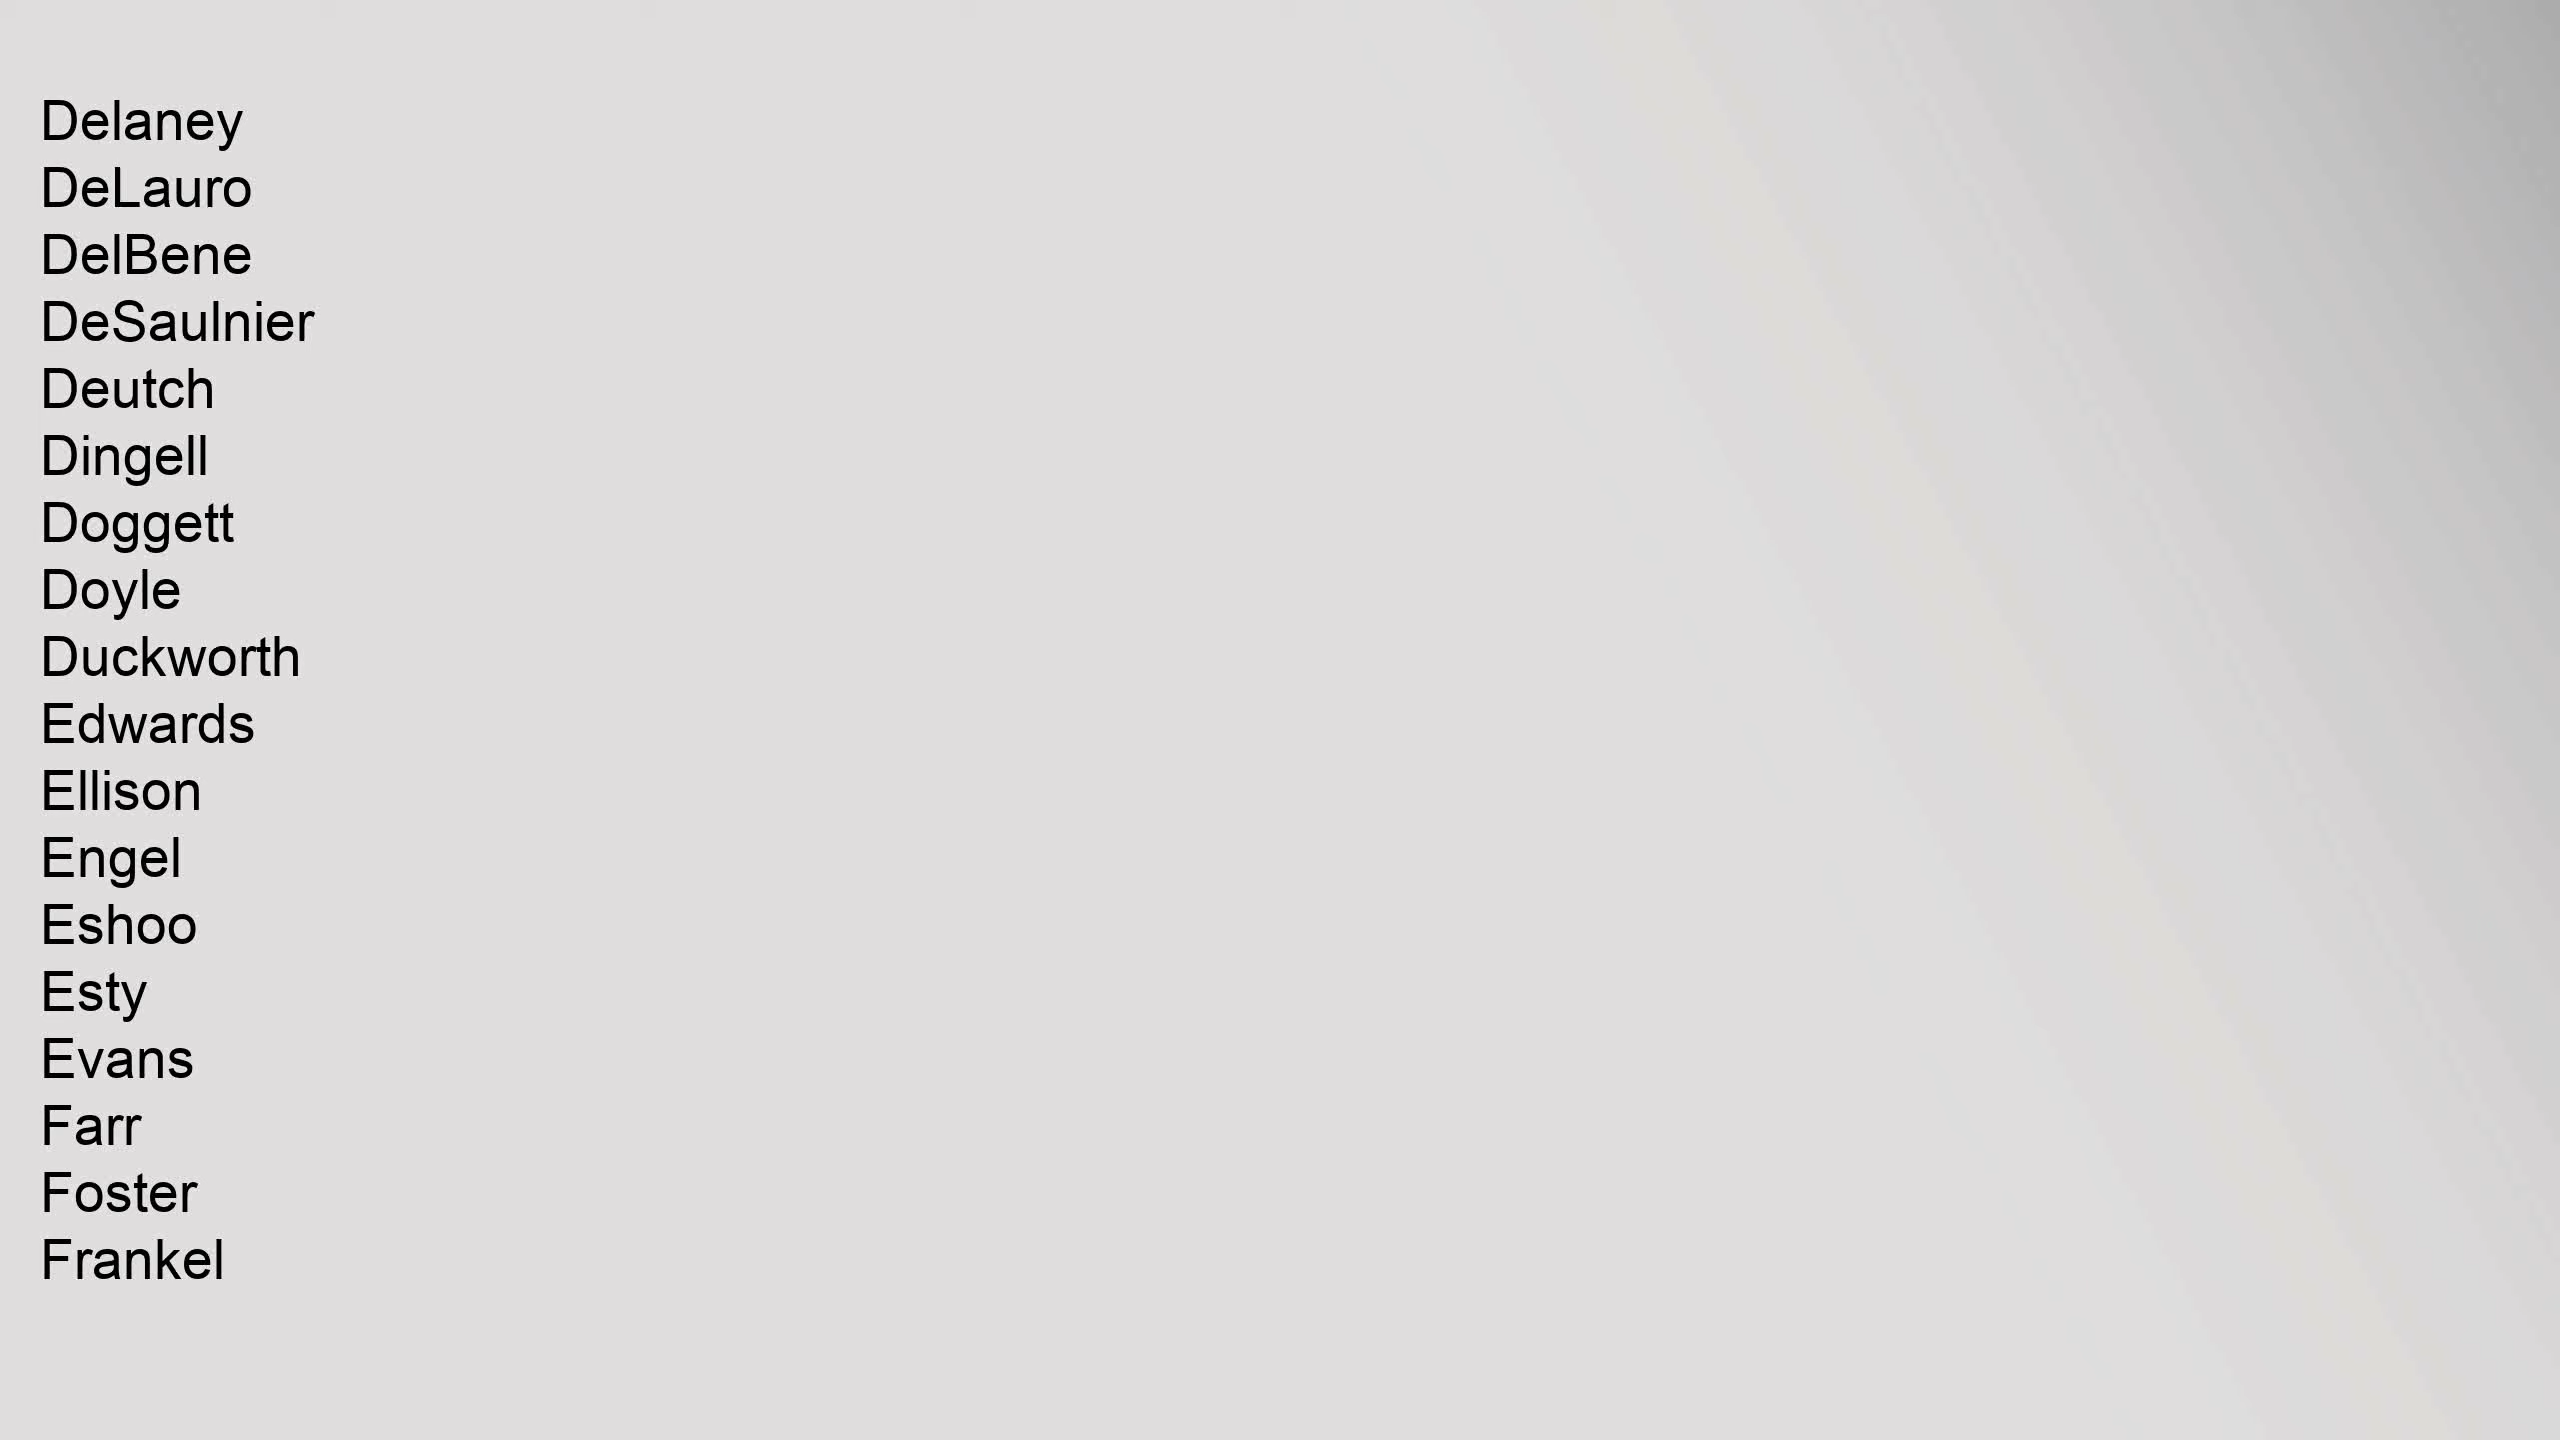 Delaney
DeLauro
DelBene
DeSaulnier
Deutch
Dingell
Doggett
Doyle
Duckworth
Edwards
Ellison
Engel
Eshoo
Esty
Evans
Farr
Foster
Frankel